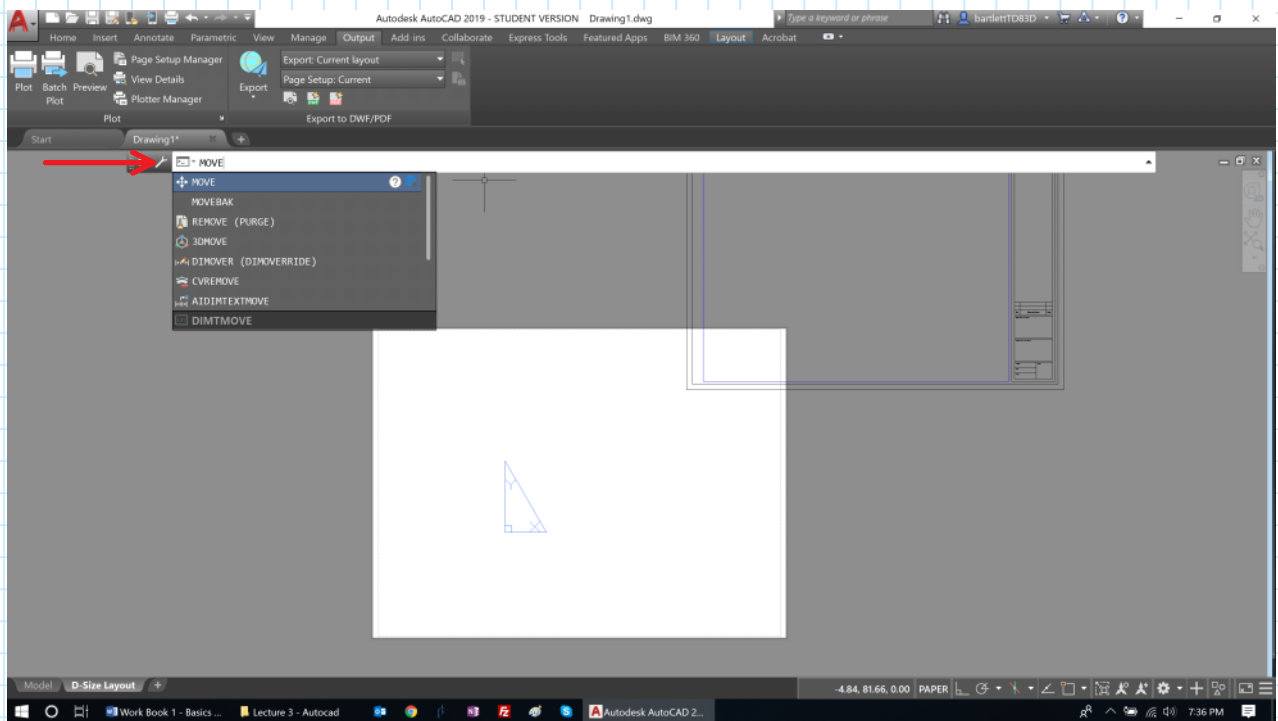 Autodesk AutoCAD 2019 - STUDENT VERSION Drawing1.dwg
Type a keyword or phrase
bartlettTD83D
Home Insert Annotate Parametric View Manage Output Add-ins Collaborate Express Tools Featured Apps BIM 360 Layout Acrobat
Plot
Batch Plot
Preview
Page Setup Manager
View Details
Plotter Manager
Plot
Export
Export: Current layout
Page Setup: Current
Export to DWF/PDF
Start
Drawing1*
MOVE
MOVE
MOVEBAK
REMOVE (PURGE)
3DMOVE
DIMOVER (DIMOVERRIDE)
CVREMOVE
AIDIMTEXTMOVE
DIMTMOVE
Y
X
Model D-Size Layout
-4.84, 81.66, 0.00 PAPER
Work Book 1 - Basics ...
Lecture 3 - Autocad
Autodesk AutoCAD 2...
7:36 PM